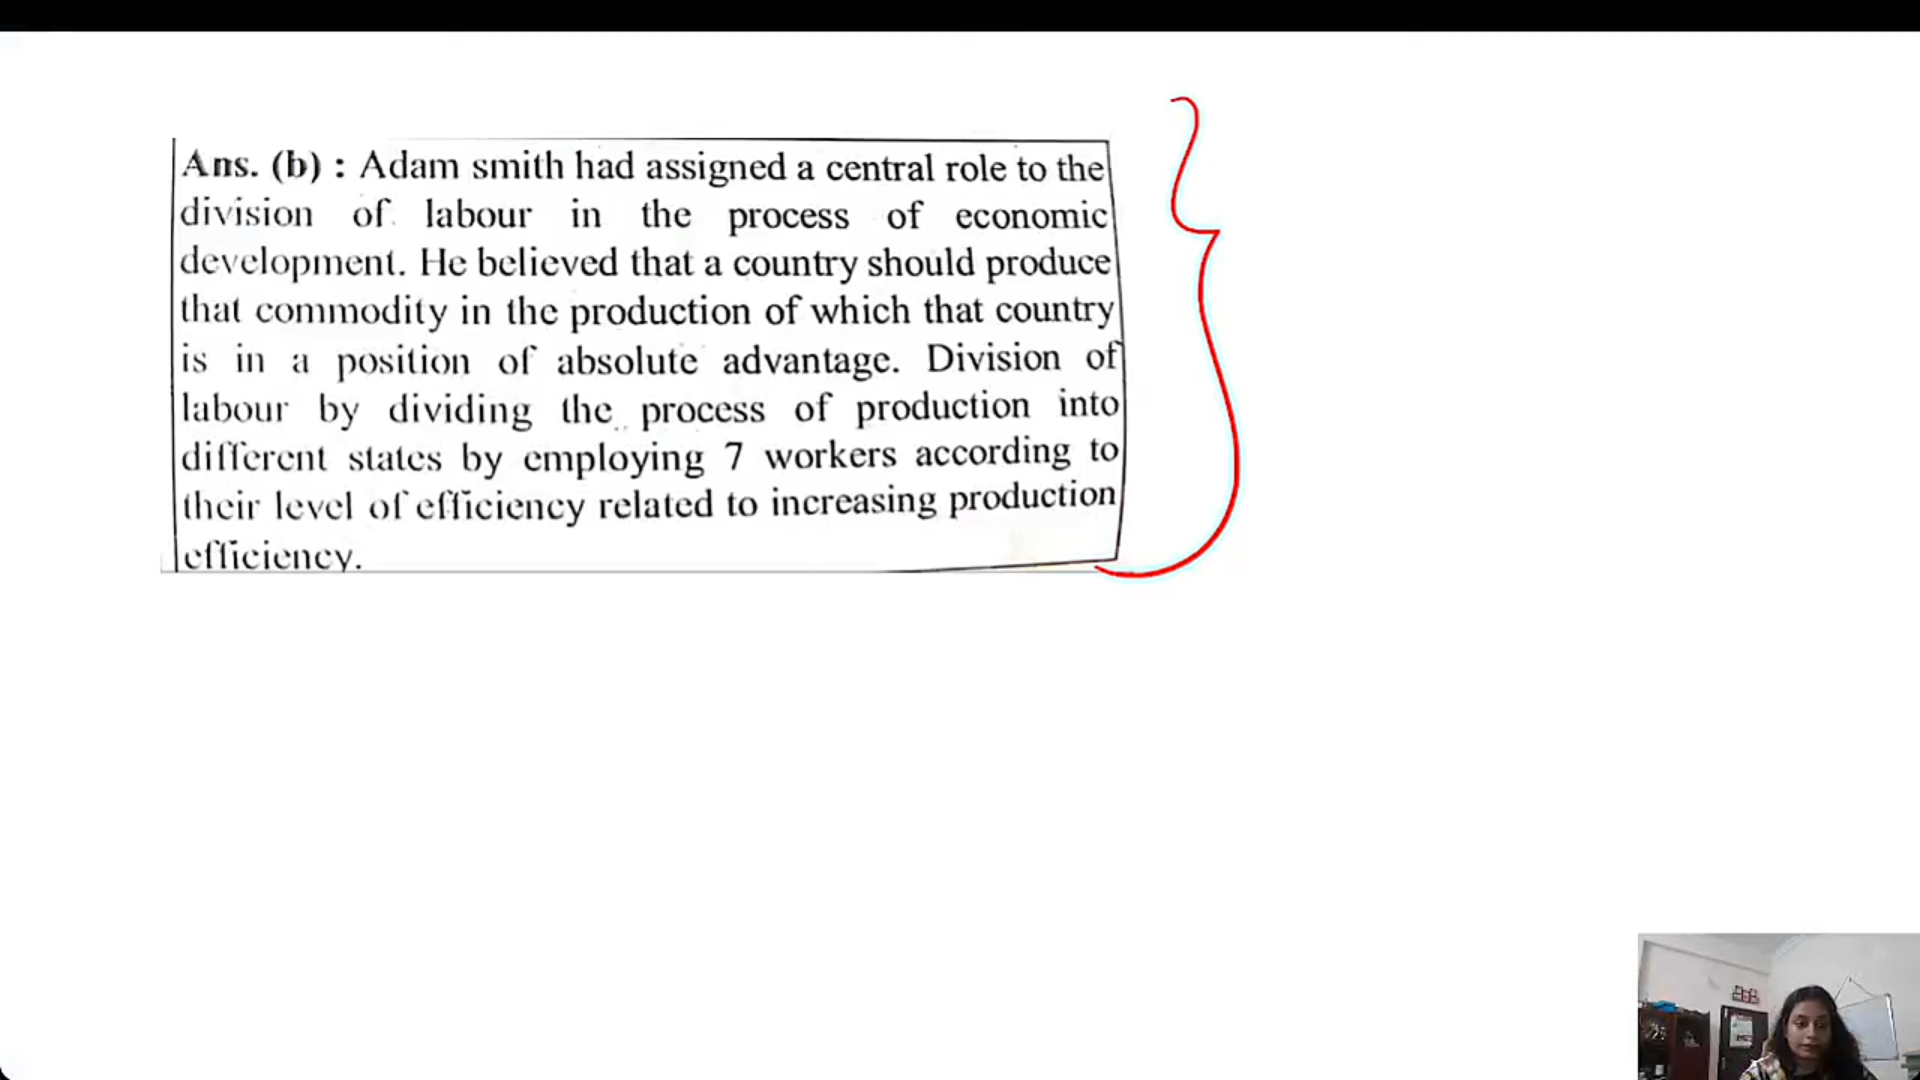 Ans. (b) : Adam smith had assigned a central role to the
division of labour in the process of economic
development. He believed that a country should produce
that commodity in the production of which that country
is in a position of absolute advantage. Division of
labour by dividing the process of production into
different states by employing 7 workers according to
their level of efficiency related to increasing production
efficiency.